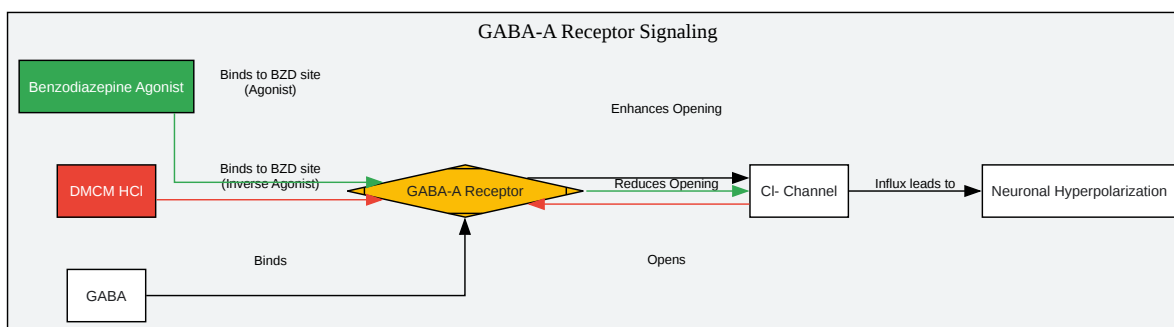 GABA-A Receptor Signaling
Benzodiazepine Agonist
Binds to BZD site
(Agonist)
Enhances Opening
DMCM HCl
Binds to BZD site
(Inverse Agonist)
GABA-A Receptor
Reduces Opening
Cl- Channel
Influx leads to
Neuronal Hyperpolarization
Binds
Opens
GABA